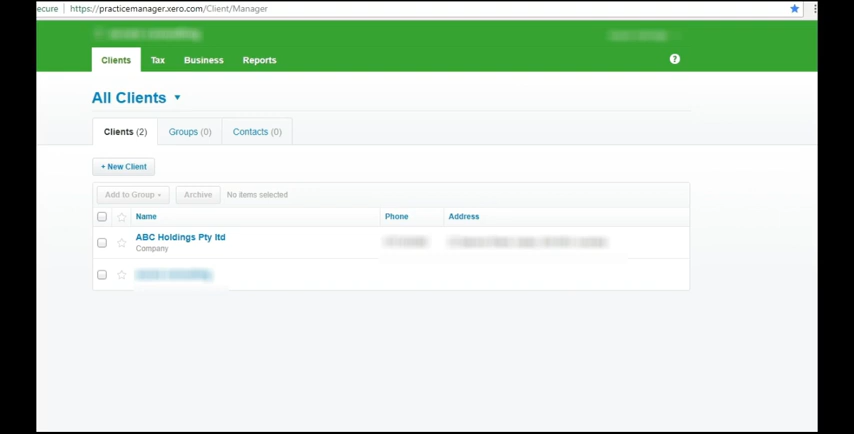 ecure | https://practicemanager.xero.com/Client/Manager
Clients Tax Business Reports ?
All Clients
Clients (2) Groups (0) Contacts (0)
+ New Client
Add to Group Archive No items selected
Name Phone Address
ABC Holdings Pty ltd
Company